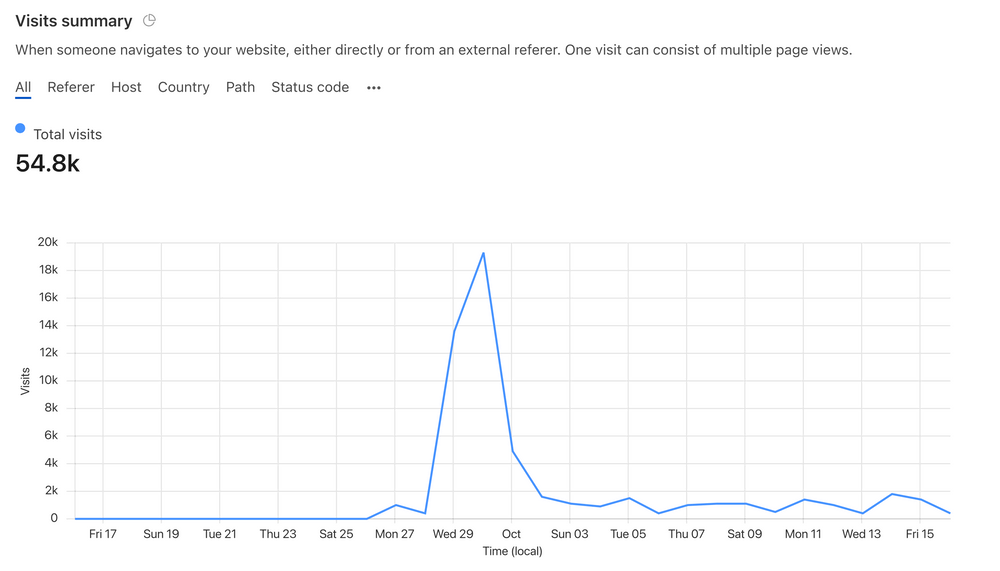 Visits summary
When someone navigates to your website, either directly or from an external referer. One visit can consist of multiple page views.
All Referer Host Country Path Status code •••
Total visits
54.8k
20k
18k
16k
14k
12k
10k
8k
6k
4k
2k
0
Visits
Fri 17 Sun 19 Tue 21 Thu 23 Sat 25 Mon 27 Wed 29 Oct Sun 03 Tue 05 Thu 07 Sat 09 Mon 11 Wed 13 Fri 15
Time (local)